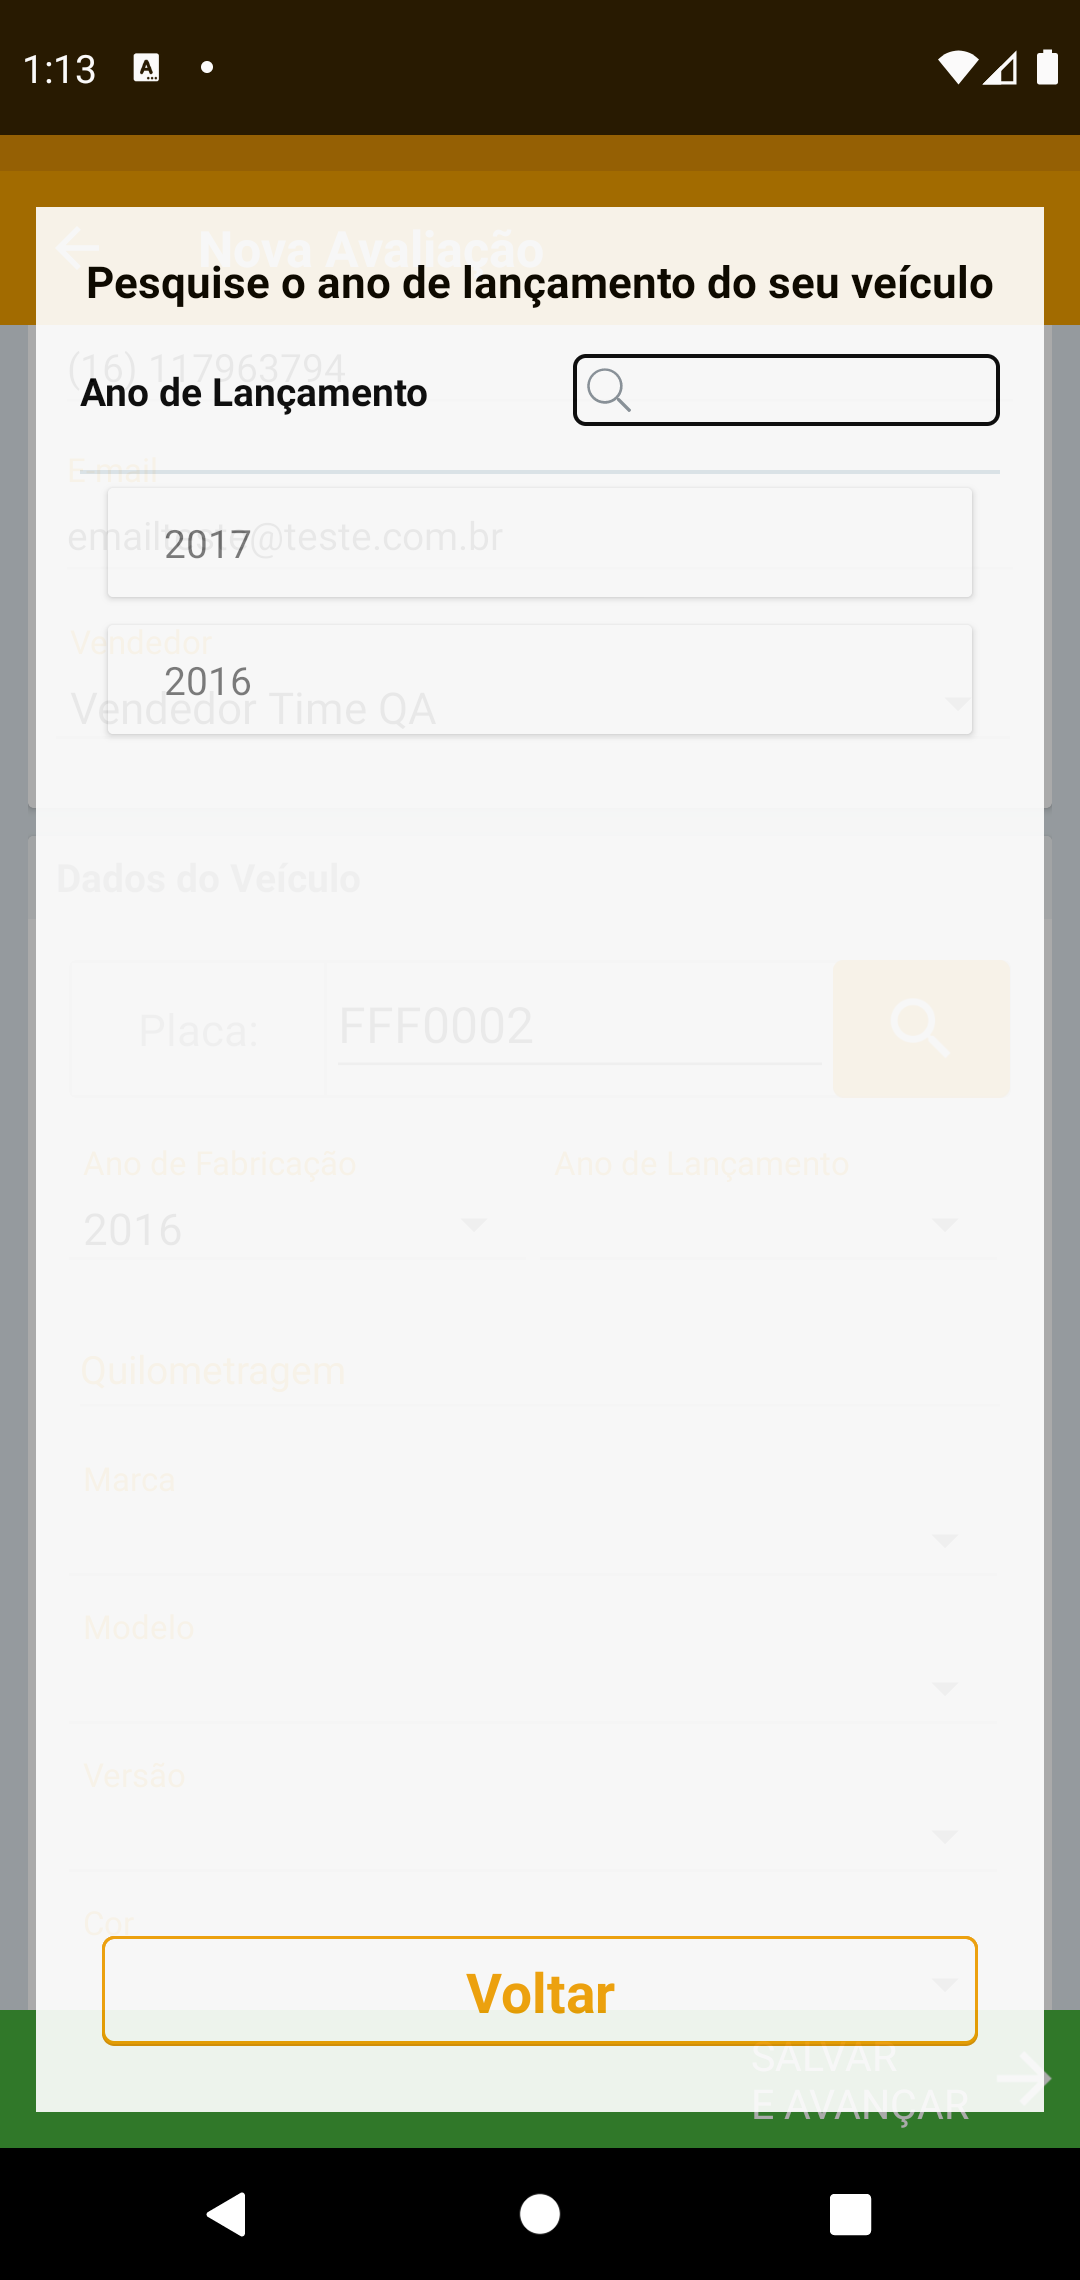 1:13
Nova Avaliação
Pesquise o ano de lançamento do seu veículo
(16) 117963794
Ano de Lançamento
E-mail
emailteste@teste.com.br
2017
Vendedor
2016
Vendedor Time QA
Dados do Veículo
Placa: FFF0002
Ano de Fabricação Ano de Lançamento
2016
Quilometragem
Marca
Modelo
Versão
Cor
Voltar
SALVAR
E AVANÇAR